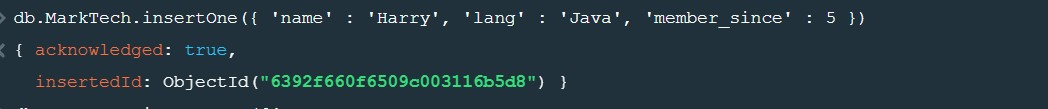 db.MarkTech.insertOne({ 'name' : 'Harry', 'lang' : 'Java', 'member_since' : 5 })
{ acknowledged: true,
insertedId: ObjectId("6392f660f6509c003116b5d8") }